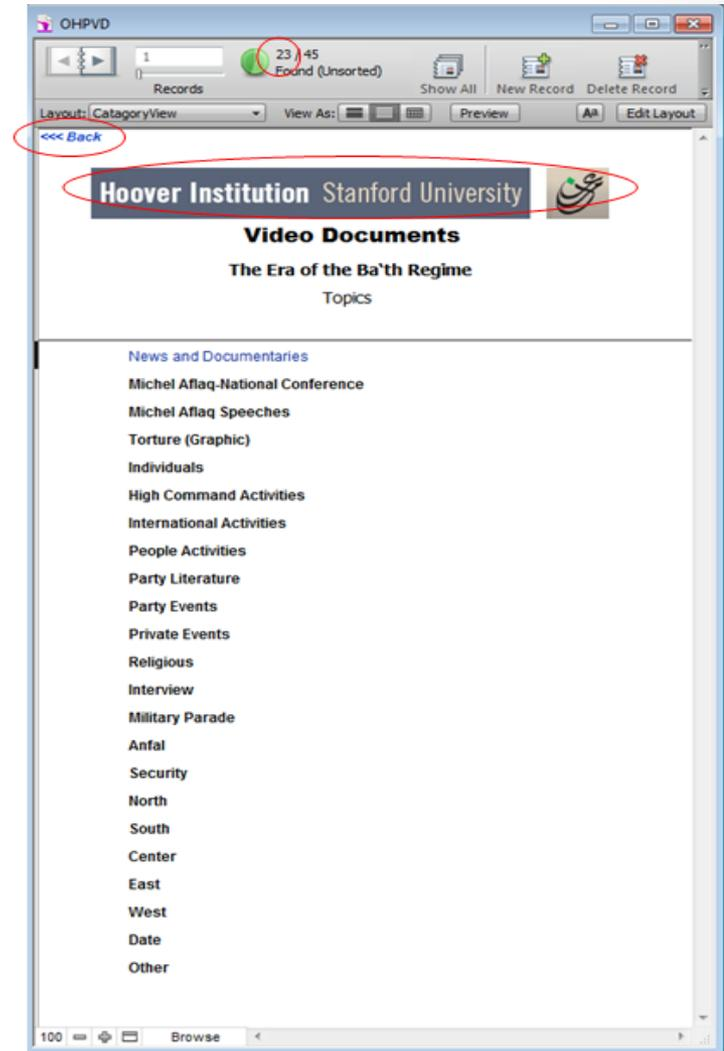 OHPVD
1
23 / 45
Found (Unsorted)
Records
Show All
New Record
Delete Record
Layout: CatagoryView
View As:
Preview
Aa
Edit Layout
<<< Back
Hoover Institution Stanford University
Video Documents
The Era of the Ba'th Regime
Topics
News and Documentaries
Michel Aflaq-National Conference
Michel Aflaq Speeches
Torture (Graphic)
Individuals
High Command Activities
International Activities
People Activities
Party Literature
Party Events
Private Events
Religious
Interview
Military Parade
Anfal
Security
North
South
Center
East
West
Date
Other
100
Browse